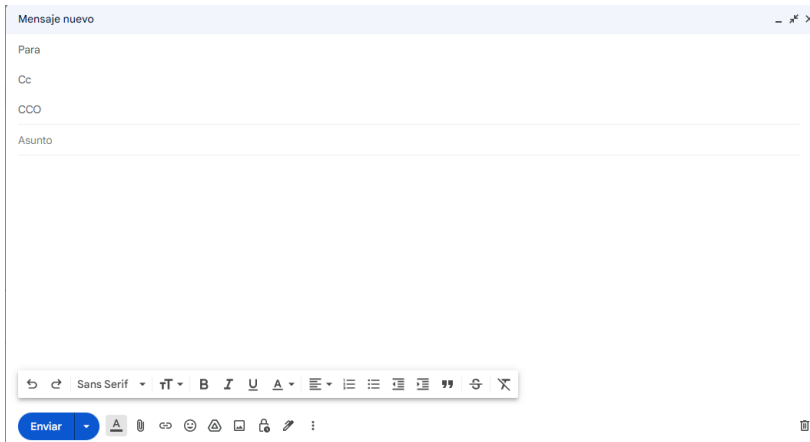 Mensaje nuevo
Para
Cc
CCO
Asunto
Sans Serif
Enviar